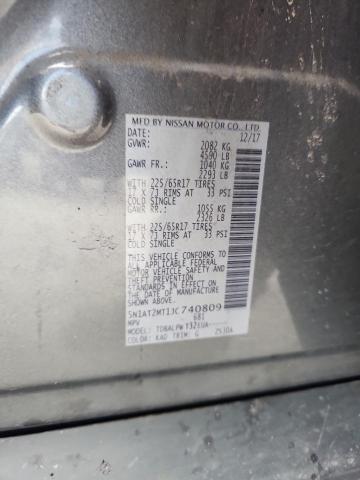 MFD BY NISSAN MOTOR CO., LTD.
DATE: 12/17
GVWR: 2082 KG
4590 LB
GAWR FR.: 1040 KG
2293 LB
WITH 225/65R17 TIRES
17 X 7J RIMS AT 33 PSI
COLD SINGLE
GAWR RR.: 1055 KG
2326 LB
WITH 225/65R17 TIRES
17 X 7J RIMS AT 33 PSI
COLD SINGLE
THIS VEHICLE CONFORMS TO ALL
APPLICABLE U.S. FEDERAL MOTOR
VEHICLE SAFETY, BUMPER, AND
THEFT PREVENTION STANDARDS
IN EFFECT ON THE DATE OF
MANUFACTURE SHOWN ABOVE.
5N1AT2MT1JC740809
MPV 681
MODEL:
COLOR: KAD TRIM: G